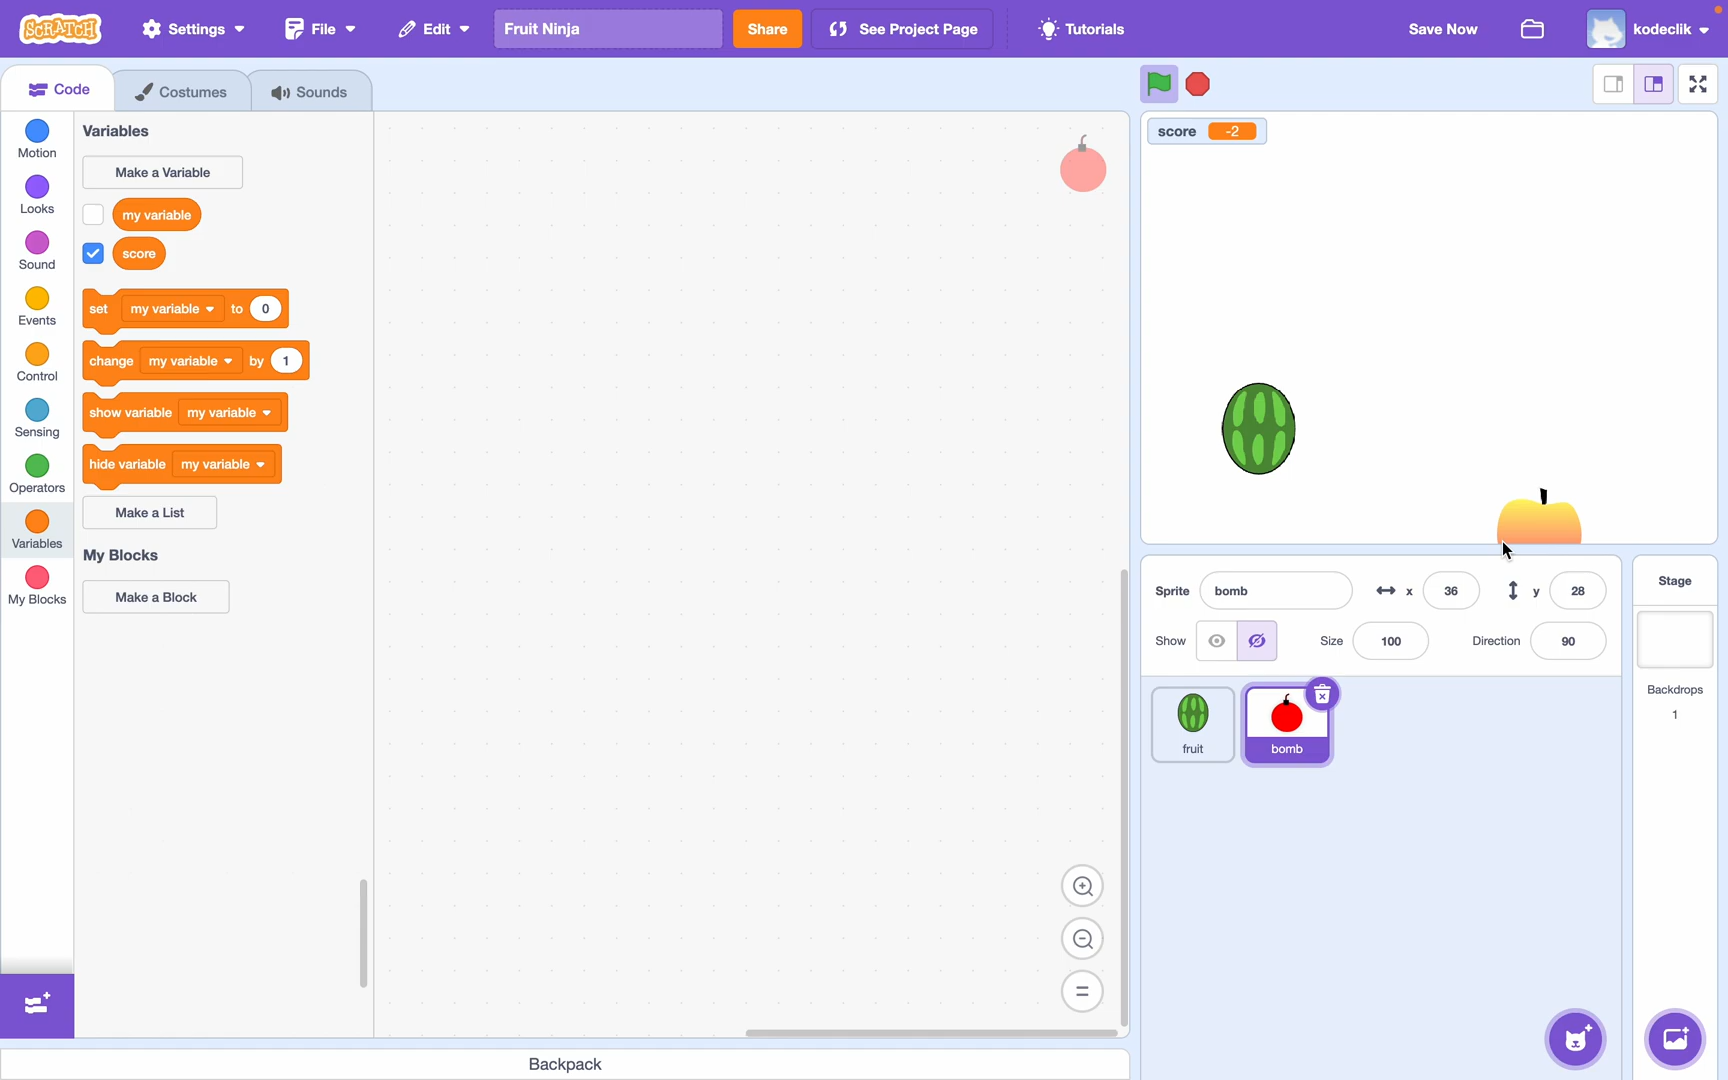 SCRATCH Settings File Edit Fruit Ninja Share See Project Page Tutorials Save Now kodeclik
Code Costumes Sounds
Motion
Looks
Sound
Events
Control
Sensing
Operators
Variables
My Blocks
Variables
Make a Variable
my variable
score
set my variable to 0
change my variable by 1
show variable my variable
hide variable my variable
Make a List
My Blocks
Make a Block
Backpack
score -2
Sprite bomb x 36 y 28
Show Size 100 Direction 90
fruit
bomb
Stage
Backdrops
1